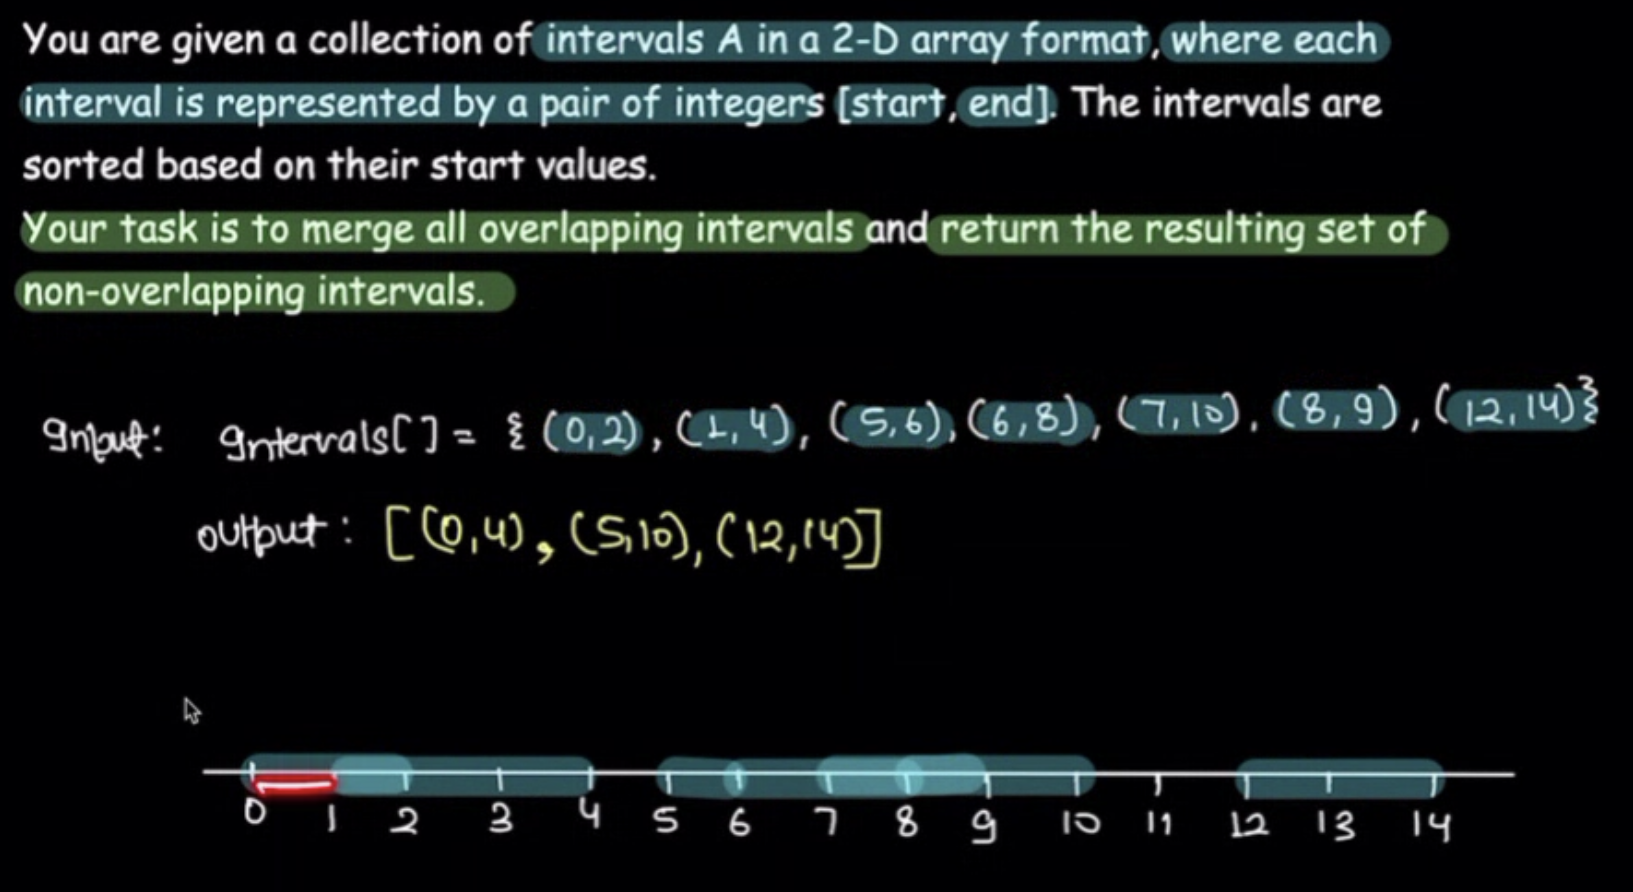 You are given a collection of intervals A in a 2-D array format, where each
interval is represented by a pair of integers [start, end]. The intervals are
sorted based on their start values.
Your task is to merge all overlapping intervals and return the resulting set of
non-overlapping intervals.
Input: Intervals[] = {(0,2), (1,4), (5,6), (6,8), (7,10), (8,9), (12,14)}
output: [(0,4), (5,10), (12,14)]
0 1 2 3 4 5 6 7 8 9 10 11 12 13 14